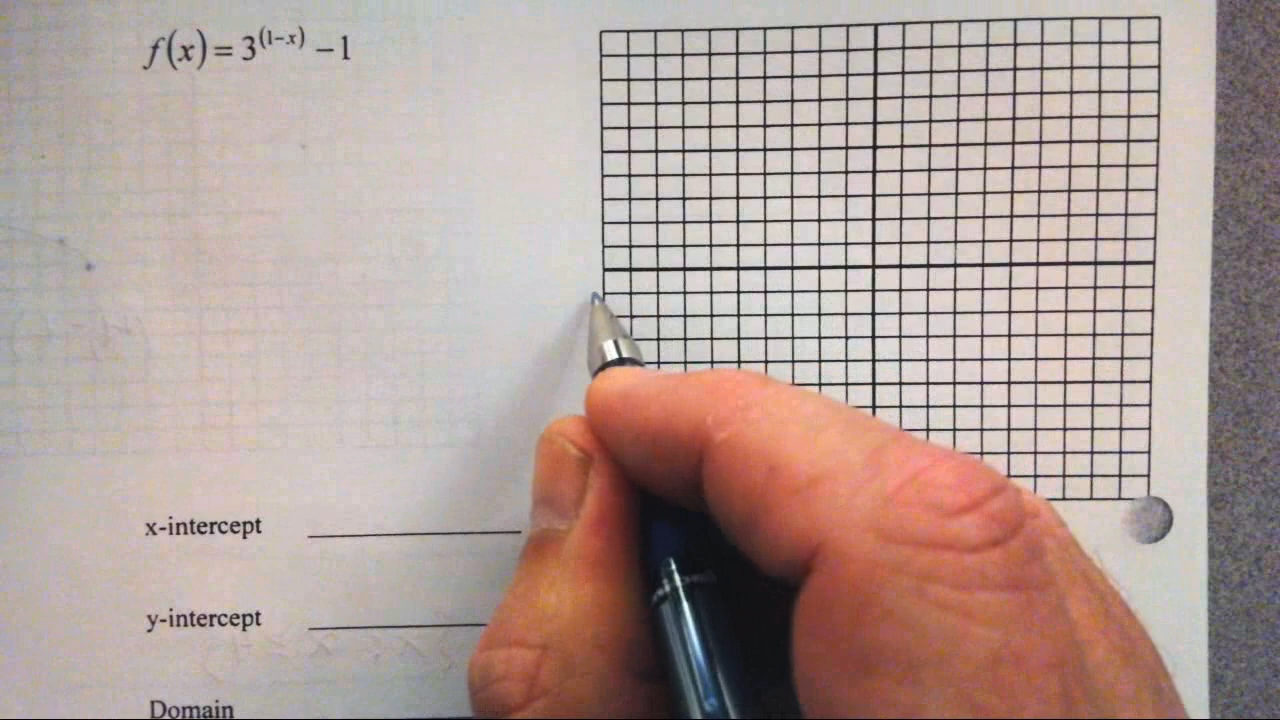 f(x) = 3^(1-x) - 1
x-intercept
y-intercept
Domain